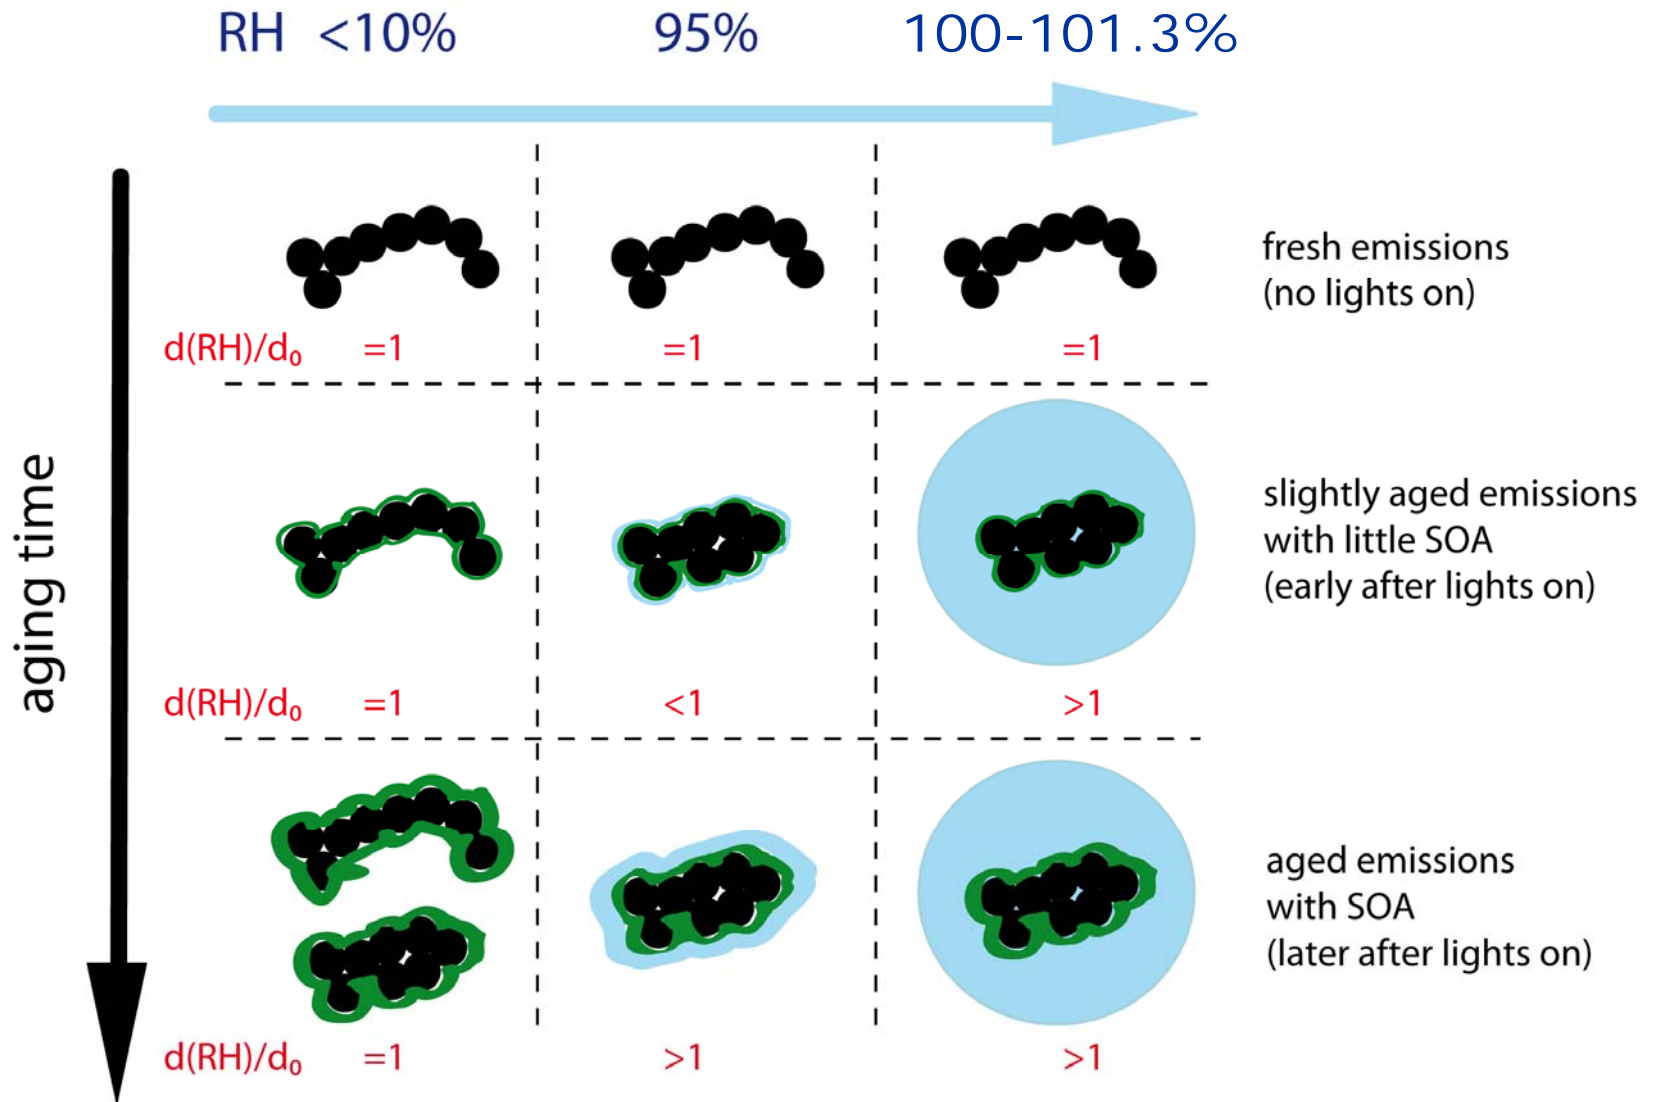 RH <10% 95% 100-101.3%
fresh emissions
(no lights on)
d(RH)/d₀ =1 =1 =1
aging time
slightly aged emissions
with little SOA
(early after lights on)
d(RH)/d₀ =1 <1 >1
aged emissions
with SOA
(later after lights on)
d(RH)/d₀ =1 >1 >1